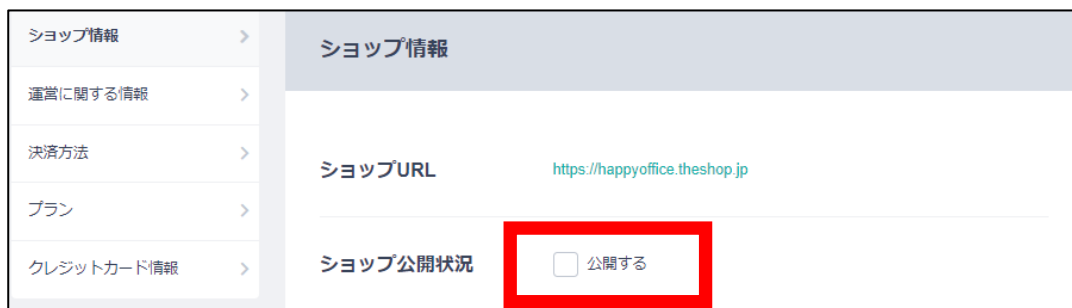 ショップ情報
運営に関する情報
決済方法
プラン
クレジットカード情報
ショップ情報
ショップURL https://happyoffice.theshop.jp
ショップ公開状況 公開する